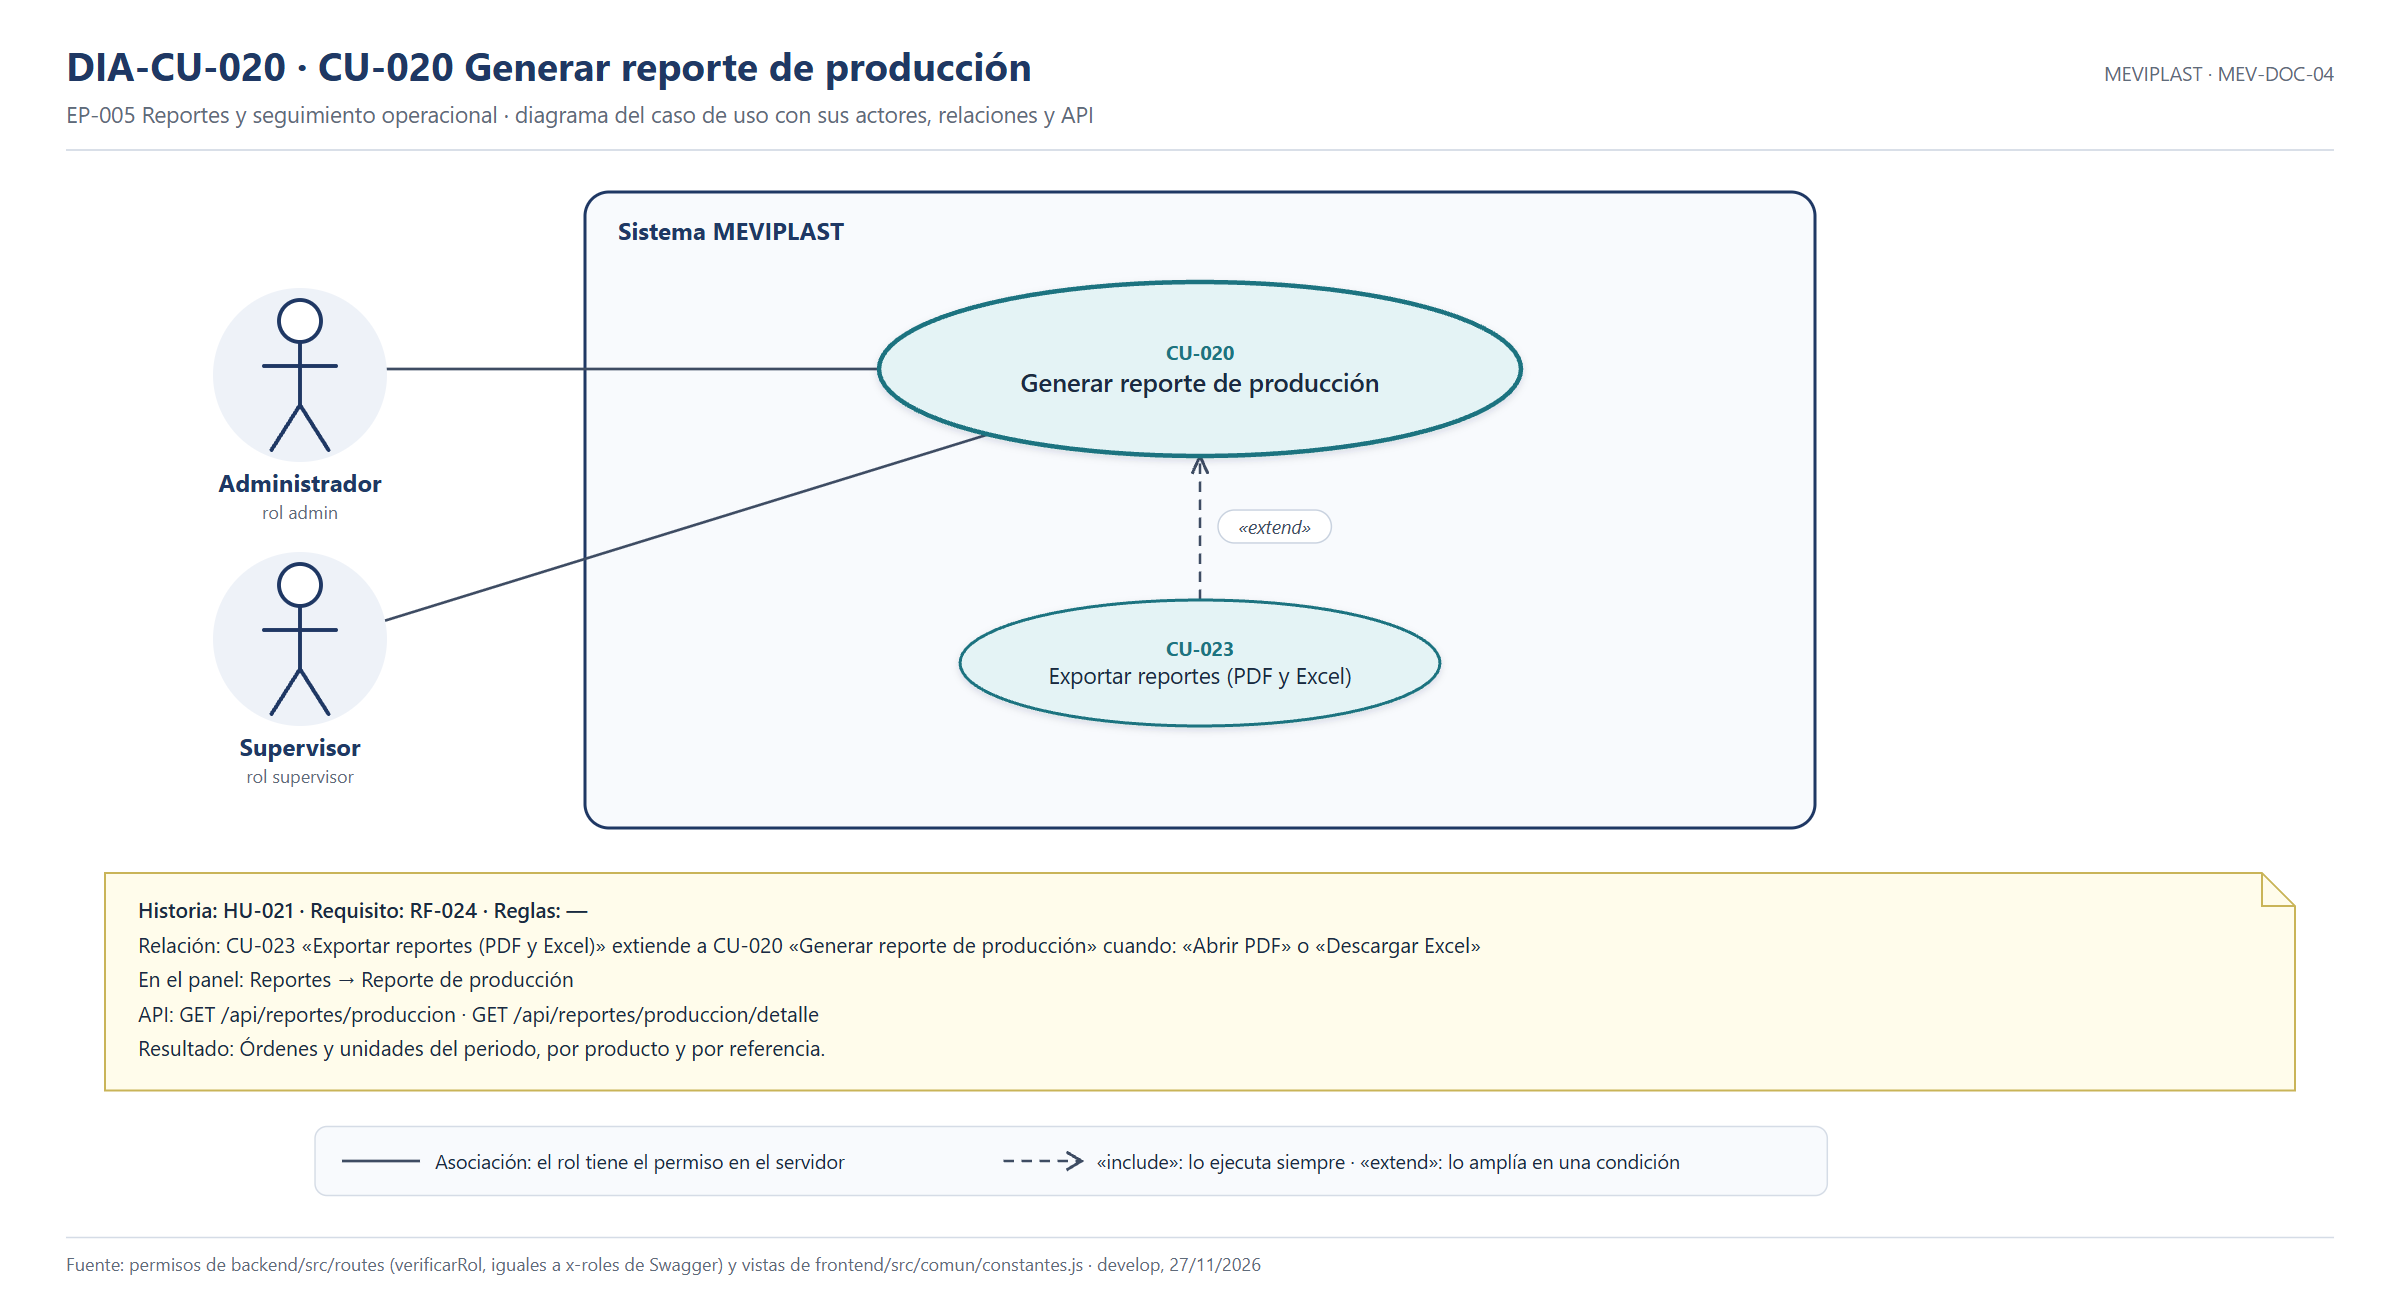 DIA-CU-020 · CU-020 Generar reporte de producción
MEVIPLAST · MEV-DOC-04
EP-005 Reportes y seguimiento operacional · diagrama del caso de uso con sus actores, relaciones y API
Sistema MEVIPLAST
CU-020
Generar reporte de producción
Administrador
rol admin
«extend»
CU-023
Exportar reportes (PDF y Excel)
Supervisor
rol supervisor
Historia: HU-021 · Requisito: RF-024 · Reglas: —
Relación: CU-023 «Exportar reportes (PDF y Excel)» extiende a CU-020 «Generar reporte de producción» cuando: «Abrir PDF» o «Descargar Excel»
En el panel: Reportes → Reporte de producción
API: GET /api/reportes/produccion · GET /api/reportes/produccion/detalle
Resultado: Órdenes y unidades del periodo, por producto y por referencia.
Asociación: el rol tiene el permiso en el servidor
«include»: lo ejecuta siempre · «extend»: lo amplía en una condición
Fuente: permisos de backend/src/routes (verificarRol, iguales a x-roles de Swagger) y vistas de frontend/src/comun/constantes.js · develop, 27/11/2026